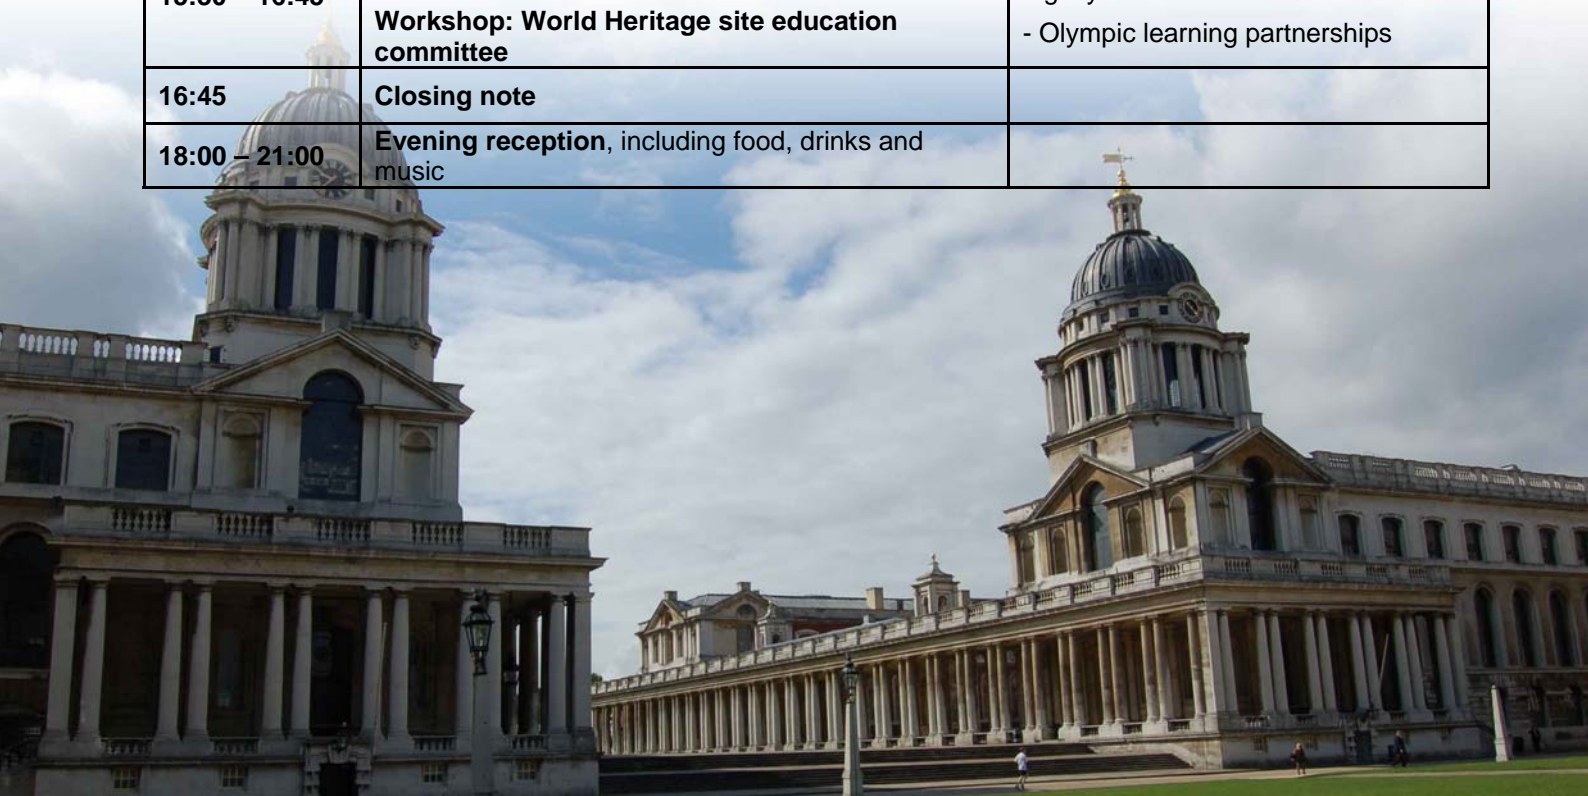 Workshop: World Heritage site education
committee
- Olympic learning partnerships
16:45
Closing note
18:00 – 21:00
Evening reception, including food, drinks and
music